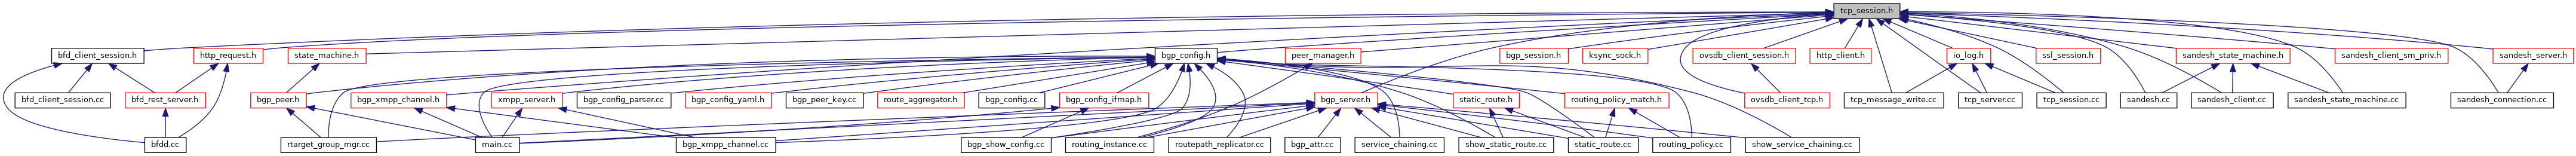 tcp_session.h
bfd_client_session.h
http_request.h
state_machine.h
bgp_config.h
peer_manager.h
bgp_session.h
ksync_sock.h
ovsdb_client_session.h
http_client.h
io_log.h
ssl_session.h
sandesh_state_machine.h
sandesh_client_sm_priv.h
sandesh_server.h
bfd_client_session.cc
bfd_rest_server.h
bgp_peer.h
bgp_xmpp_channel.h
xmpp_server.h
bgp_config_parser.cc
bgp_config_yaml.h
bgp_peer_key.cc
route_aggregator.h
bgp_config.cc
bgp_config_ifmap.h
bgp_server.h
static_route.h
routing_policy_match.h
ovsdb_client_tcp.h
tcp_message_write.cc
tcp_server.cc
tcp_session.cc
sandesh.cc
sandesh_client.cc
sandesh_state_machine.cc
sandesh_connection.cc
bfdd.cc
rtarget_group_mgr.cc
main.cc
bgp_xmpp_channel.cc
bgp_show_config.cc
routing_instance.cc
routepath_replicator.cc
bgp_attr.cc
service_chaining.cc
show_static_route.cc
static_route.cc
routing_policy.cc
show_service_chaining.cc